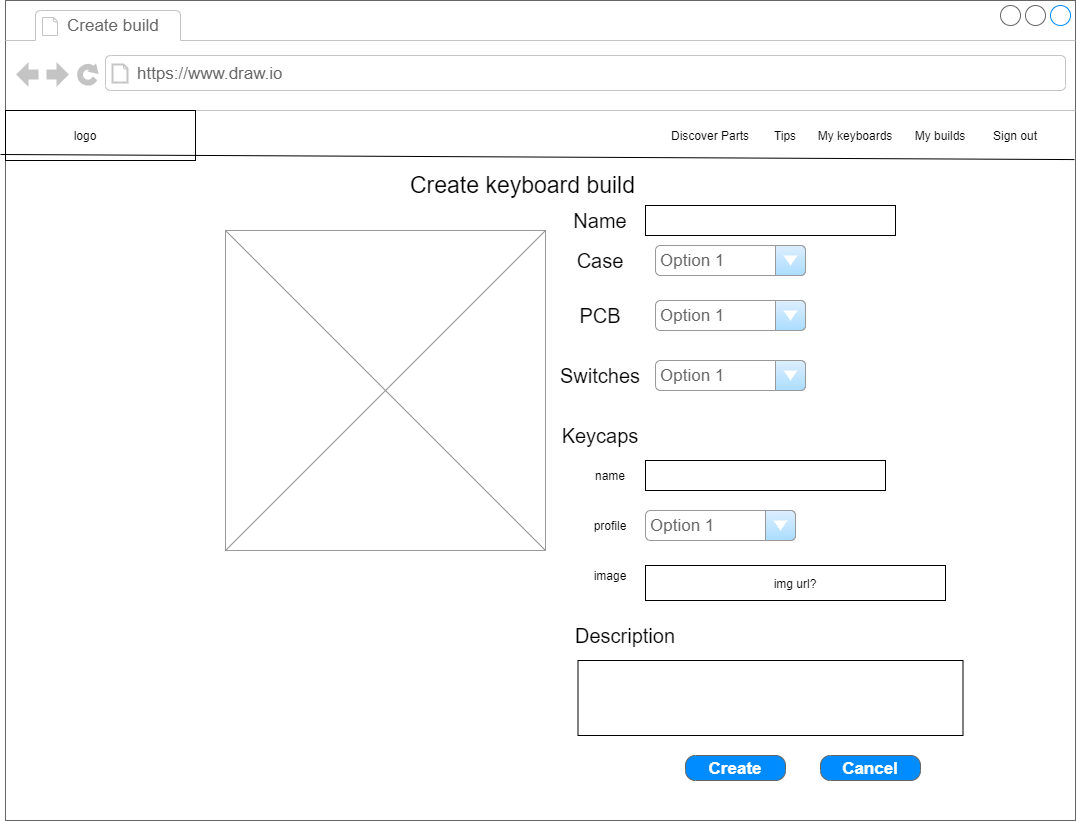 Create build
https://www.draw.io
logo
Discover Parts
Tips
My keyboards
My builds
Sign out
Create keyboard build
Name
Case
Option 1
PCB
Option 1
Switches
Option 1
Keycaps
name
profile
Option 1
image
img url?
Description
Create
Cancel